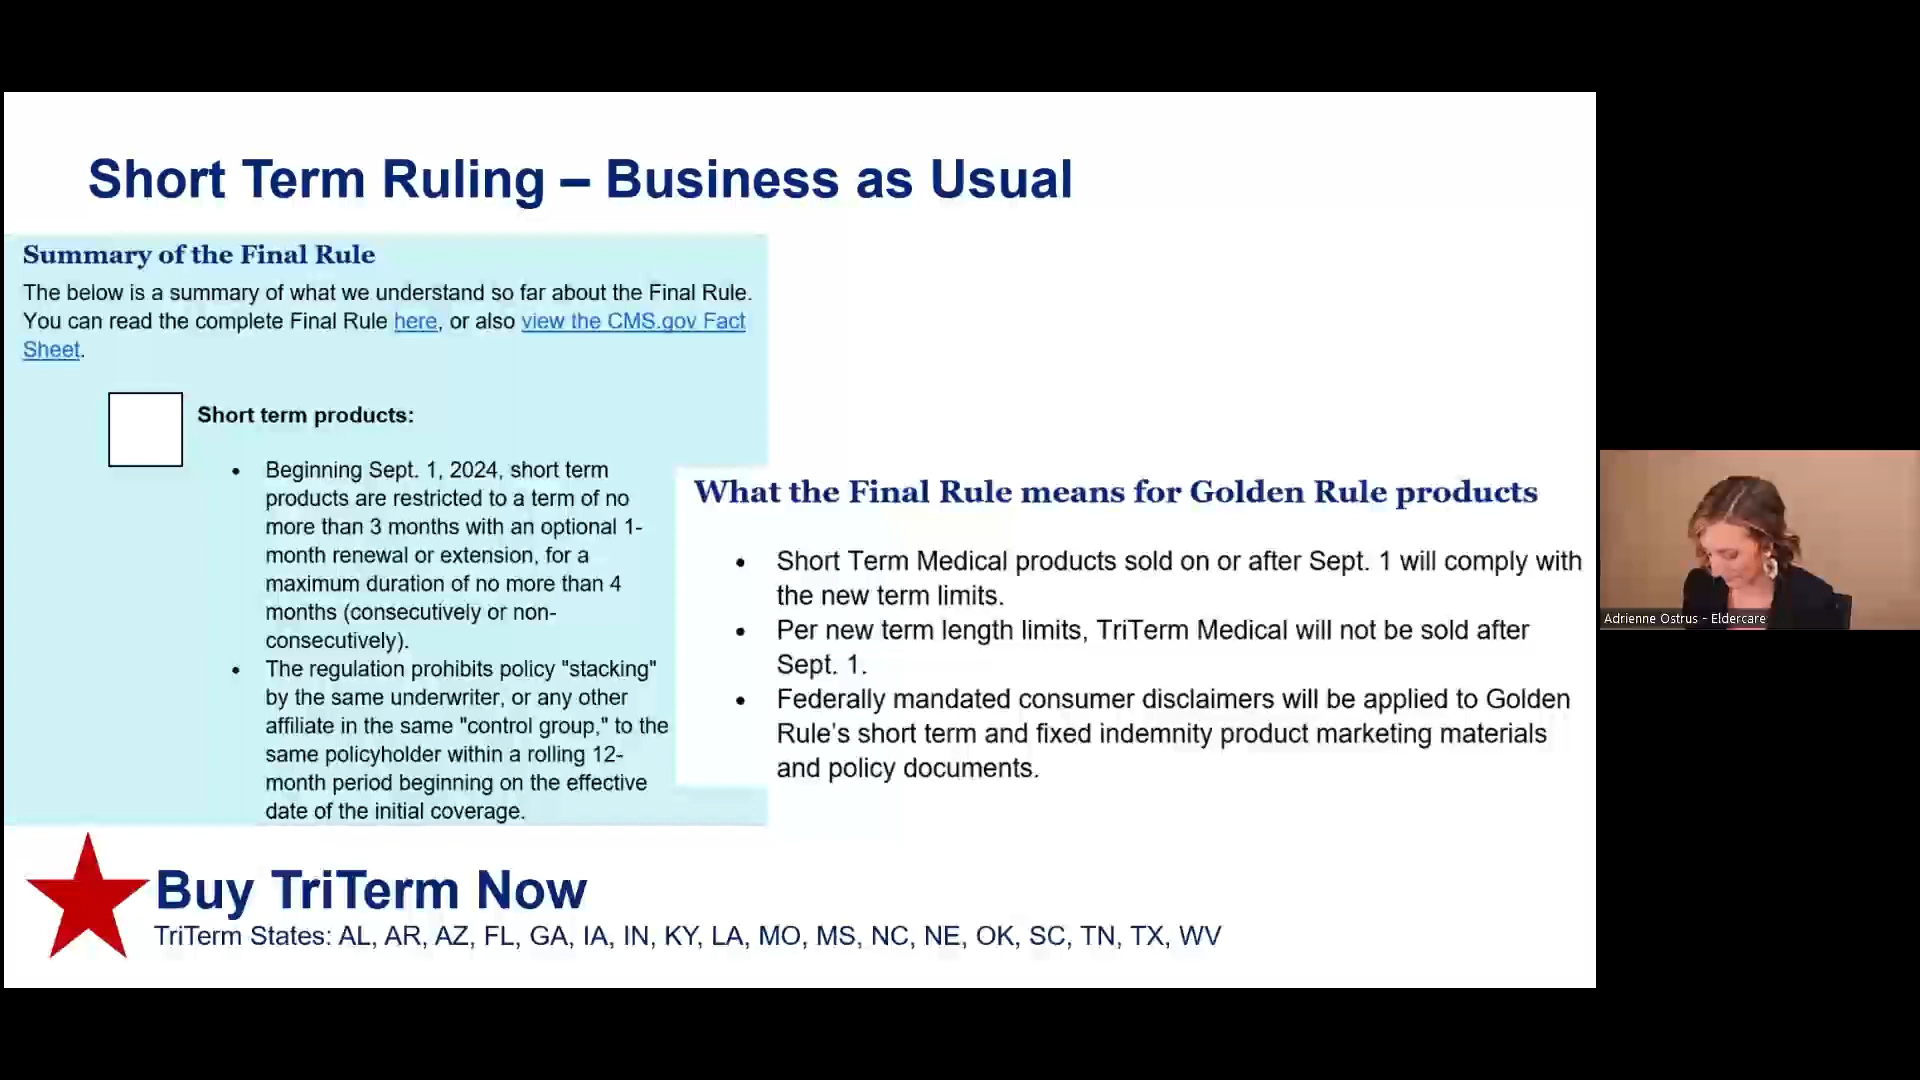 Short Term Ruling – Business as Usual
Summary of the Final Rule
The below is a summary of what we understand so far about the Final Rule.
You can read the complete Final Rule here, or also view the CMS.gov Fact
Sheet.
Short term products:
• Beginning Sept. 1, 2024, short term
products are restricted to a term of no
more than 3 months with an optional 1-
month renewal or extension, for a
maximum duration of no more than 4
months (consecutively or non-
consecutively).
• The regulation prohibits policy "stacking"
by the same underwriter, or any other
affiliate in the same "control group," to the
same policyholder within a rolling 12-
month period beginning on the effective
date of the initial coverage.
What the Final Rule means for Golden Rule products
• Short Term Medical products sold on or after Sept. 1 will comply with
the new term limits.
• Per new term length limits, TriTerm Medical will not be sold after
Sept. 1.
• Federally mandated consumer disclaimers will be applied to Golden
Rule’s short term and fixed indemnity product marketing materials
and policy documents.
Buy TriTerm Now
TriTerm States: AL, AR, AZ, FL, GA, IA, IN, KY, LA, MO, MS, NC, NE, OK, SC, TN, TX, WV
Adrienne Ostrus - Eldercare